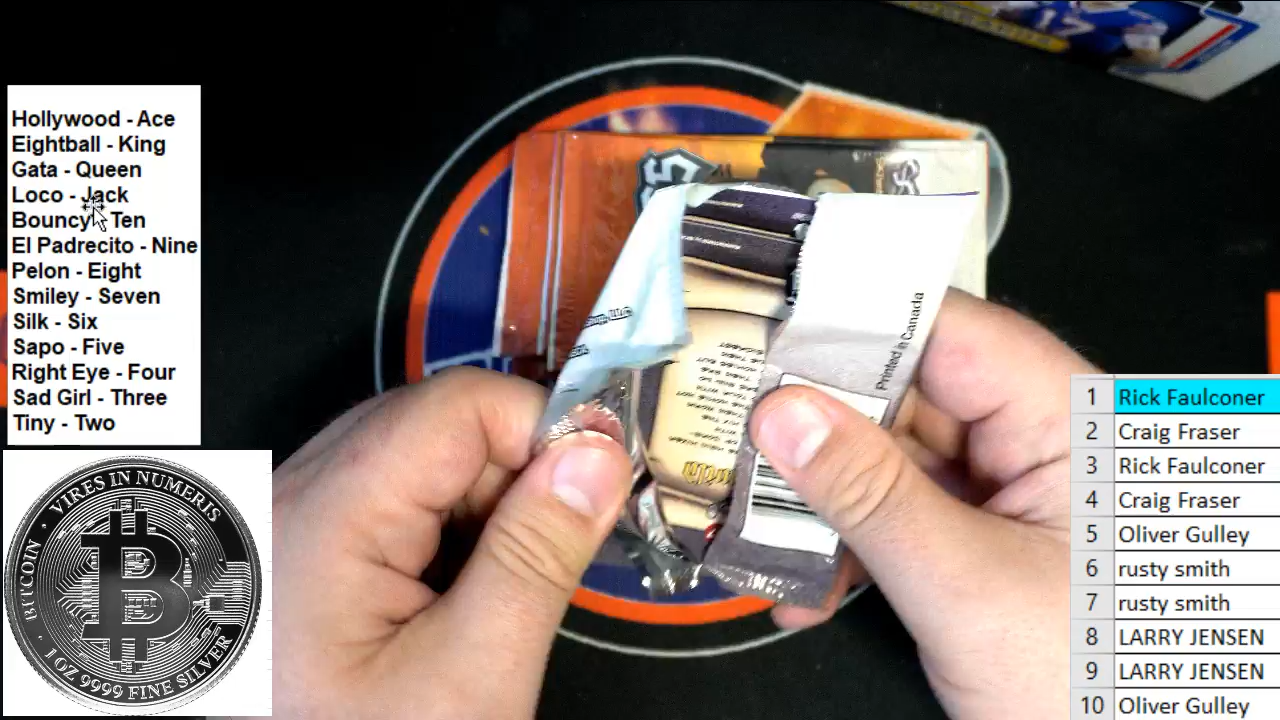 Hollywood - Ace
Eightball - King
Gata - Queen
Loco - Jack
Bouncy - Ten
El Padrecito - Nine
Pelon - Eight
Smiley - Seven
Silk - Six
Sapo - Five
Right Eye - Four
Sad Girl - Three
Tiny - Two
BITCOIN · VIRES IN NUMERIS
1 OZ 9999 FINE SILVER
17
Printed in Canada
1 Rick Faulconer
2 Craig Fraser
3 Rick Faulconer
4 Craig Fraser
5 Oliver Gulley
6 rusty smith
7 rusty smith
8 LARRY JENSEN
9 LARRY JENSEN
10 Oliver Gulley